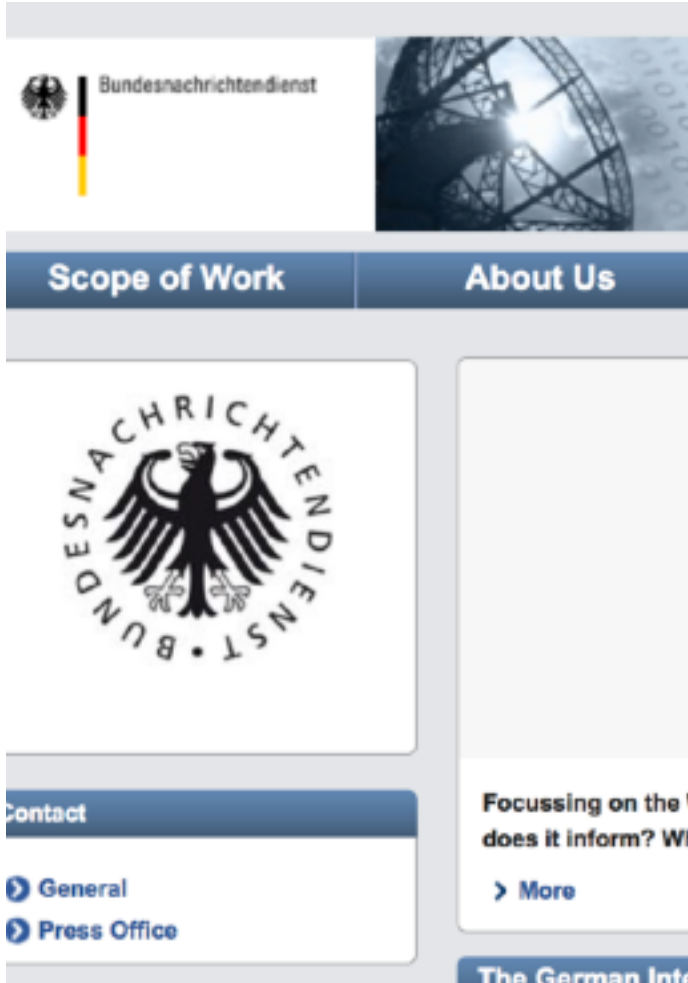 Bundesnachrichtendienst
Scope of Work
About Us
BUNDESNACHRICHTENDIENST •
Contact
General
Press Office
Focussing on the
does it inform?
More
The German